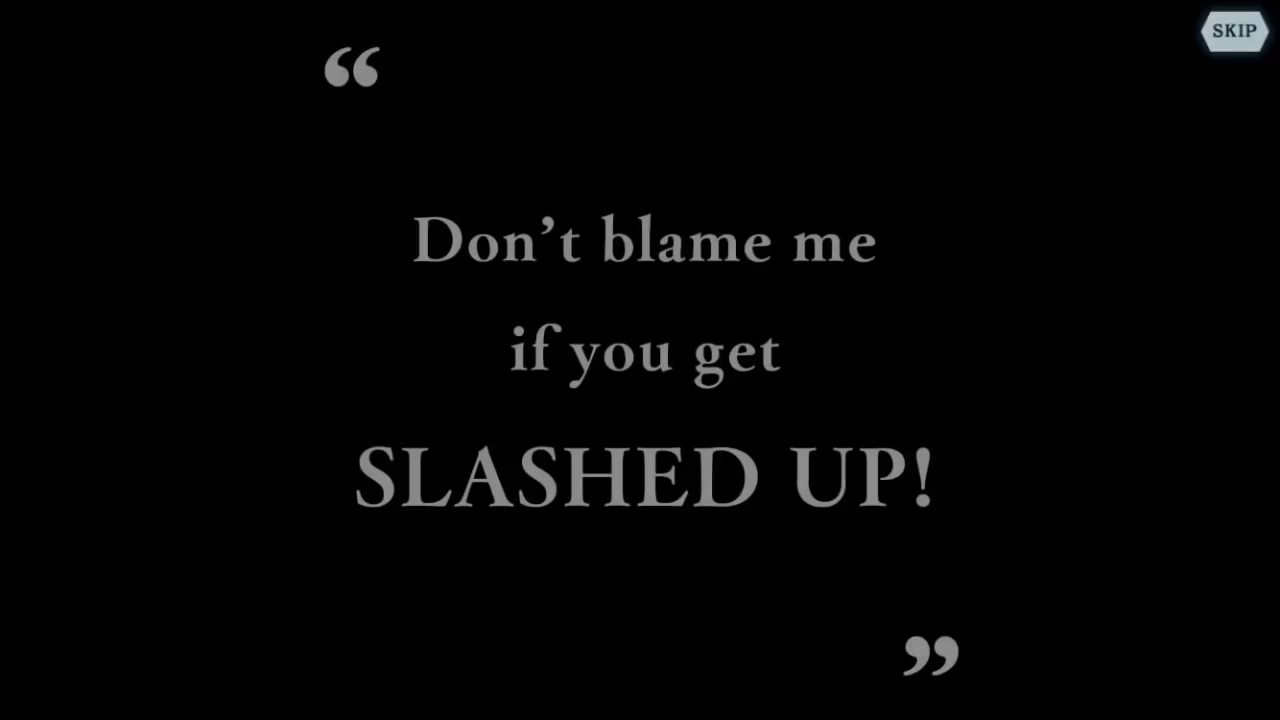 SKIP
“
Don’t blame me
if you get
SLASHED UP!
”